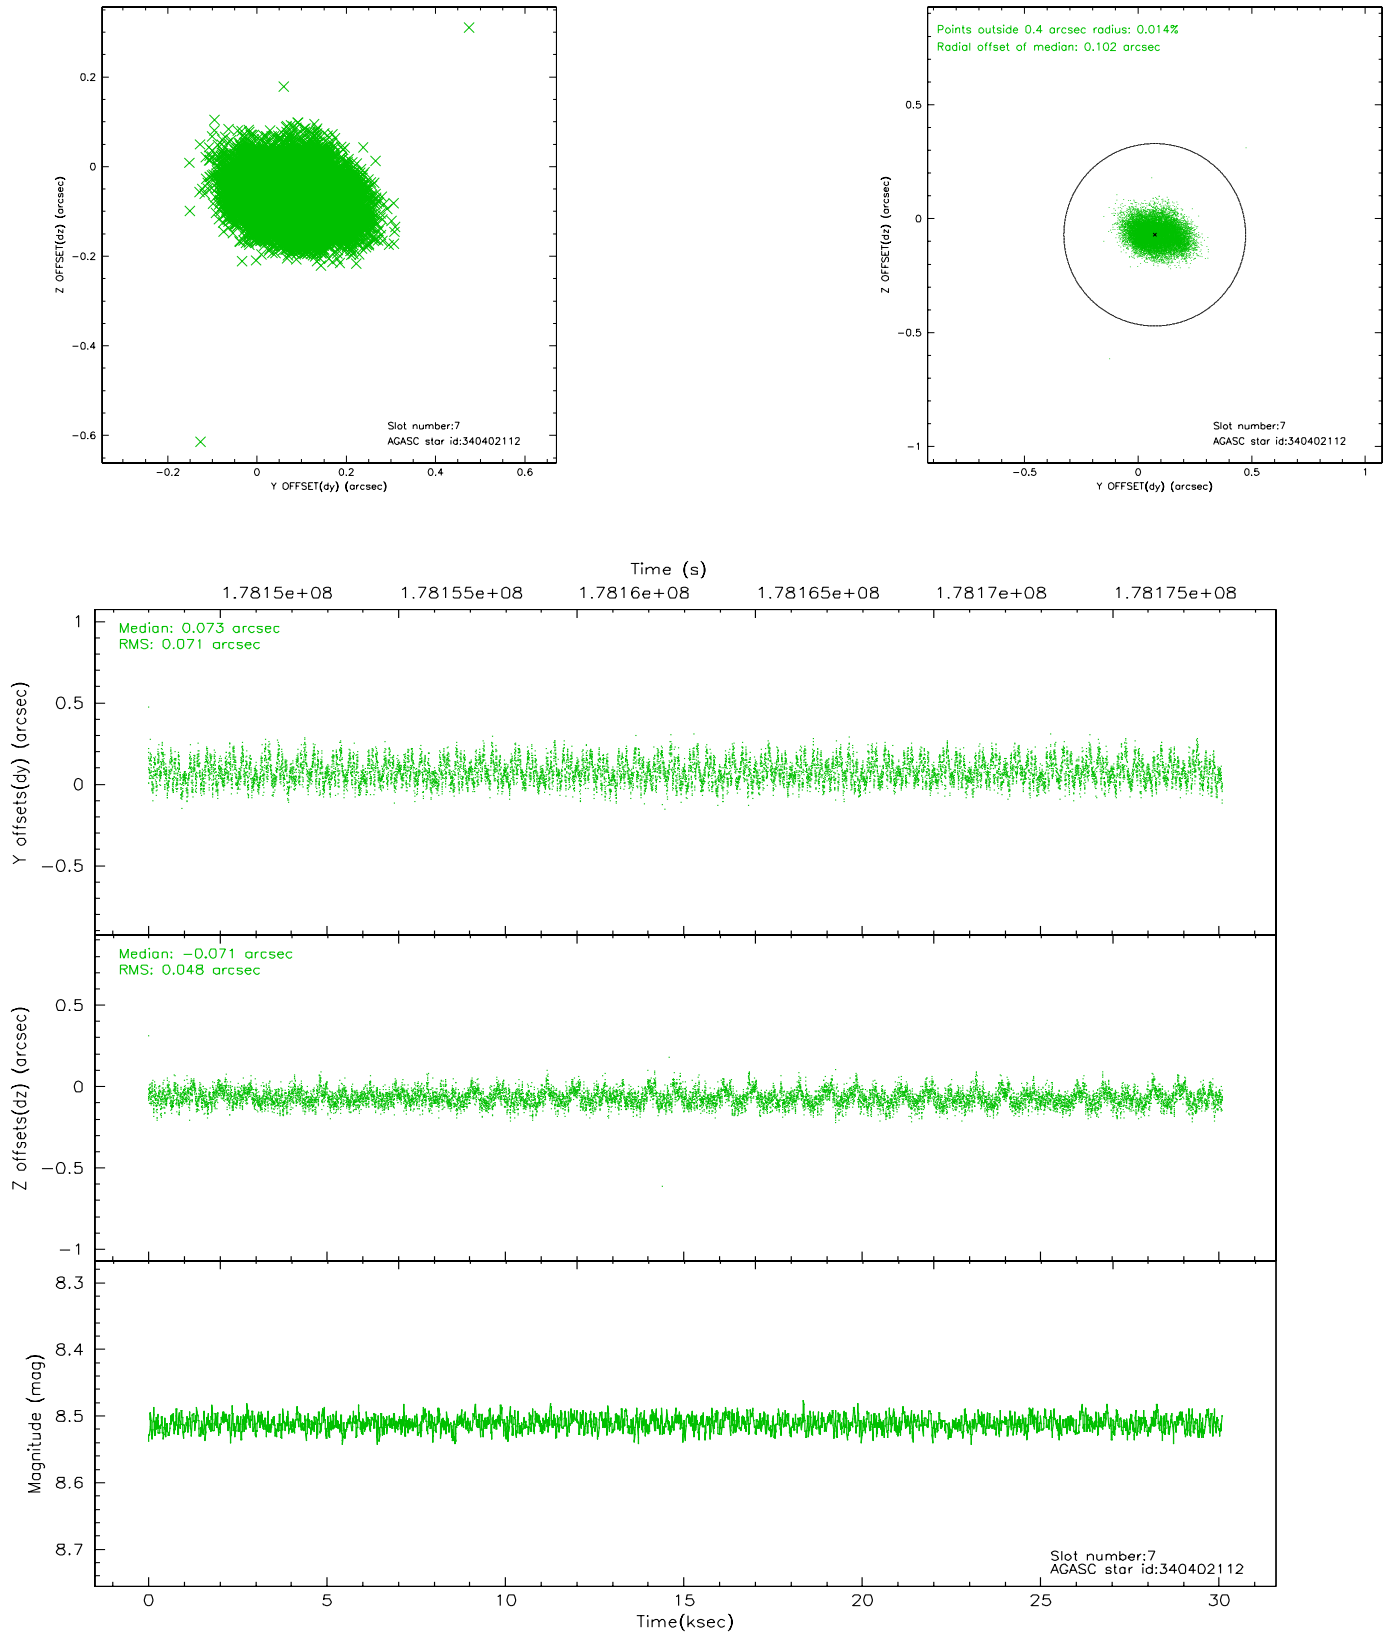 0.2
0
−0.2
−0.4
−0.6
Z OFFSET(dz) (arcsec)
Slot number:7
AGASC star id:340402112
−0.2 0 0.2 0.4 0.6
Y OFFSET(dy) (arcsec)
Points outside 0.4 arcsec radius: 0.014%
Radial offset of median: 0.102 arcsec
0.5
0
−0.5
−1
Z OFFSET(dz) (arcsec)
Slot number:7
AGASC star id:340402112
−0.5 0 0.5 1
Y OFFSET(dy) (arcsec)
Time (s)
1.7815e+08 1.78155e+08 1.7816e+08 1.78165e+08 1.7817e+08 1.78175e+08
Median: 0.073 arcsec
RMS: 0.071 arcsec
1
0.5
0
−0.5
Y offsets(dy) (arcsec)
Median: −0.071 arcsec
RMS: 0.048 arcsec
0.5
0
−0.5
−1
Z offsets(dz) (arcsec)
8.3
8.4
8.5
8.6
8.7
Magnitude (mag)
Slot number:7
AGASC star id:340402112
0 5 10 15 20 25 30
Time(ksec)